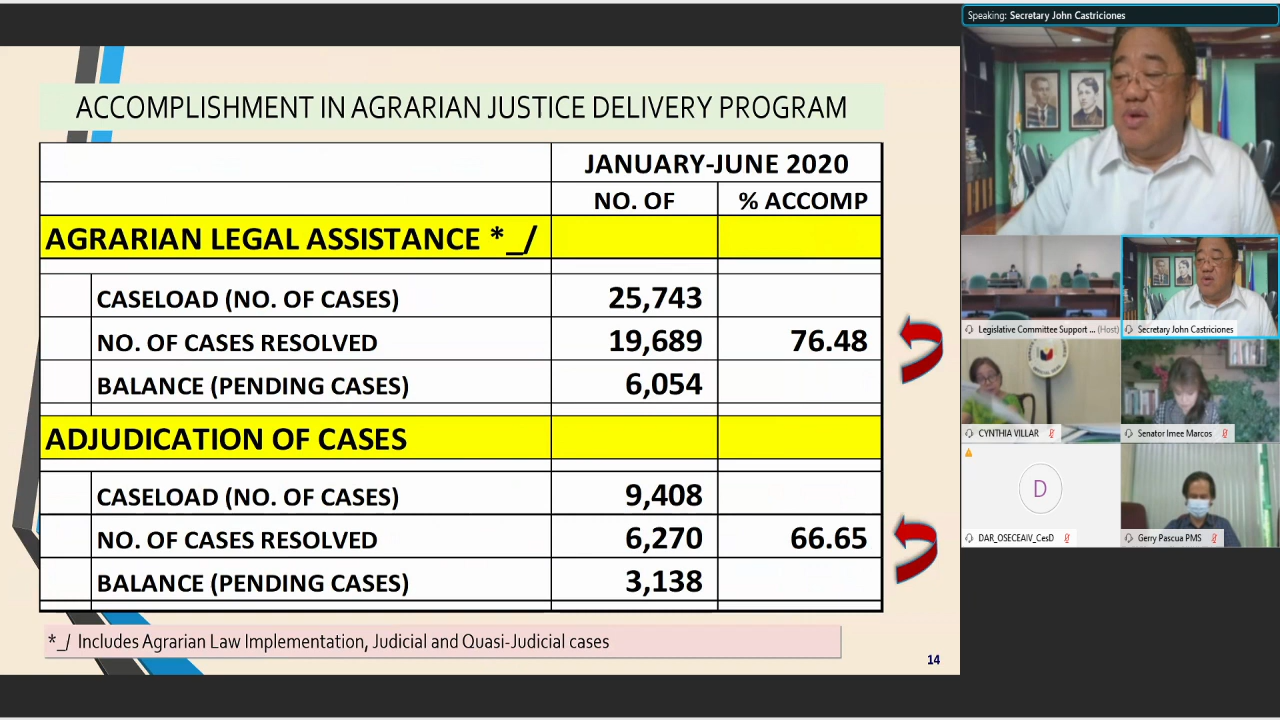 Speaking: Secretary John Castriciones
ACCOMPLISHMENT IN AGRARIAN JUSTICE DELIVERY PROGRAM
JANUARY-JUNE 2020
NO. OF % ACCOMP
AGRARIAN LEGAL ASSISTANCE *_/
CASELOAD (NO. OF CASES) 25,743
NO. OF CASES RESOLVED 19,689 76.48
BALANCE (PENDING CASES) 6,054
ADJUDICATION OF CASES
CASELOAD (NO. OF CASES) 9,408
NO. OF CASES RESOLVED 6,270 66.65
BALANCE (PENDING CASES) 3,138
*_/ Includes Agrarian Law Implementation, Judicial and Quasi-Judicial cases
14
Legislative Committee Support ... (Host)
Secretary John Castriciones
CYNTHIA VILLAR
Senator Imee Marcos
D
DAR_OSECEAIV_CesD
Gerry Pascua PMS